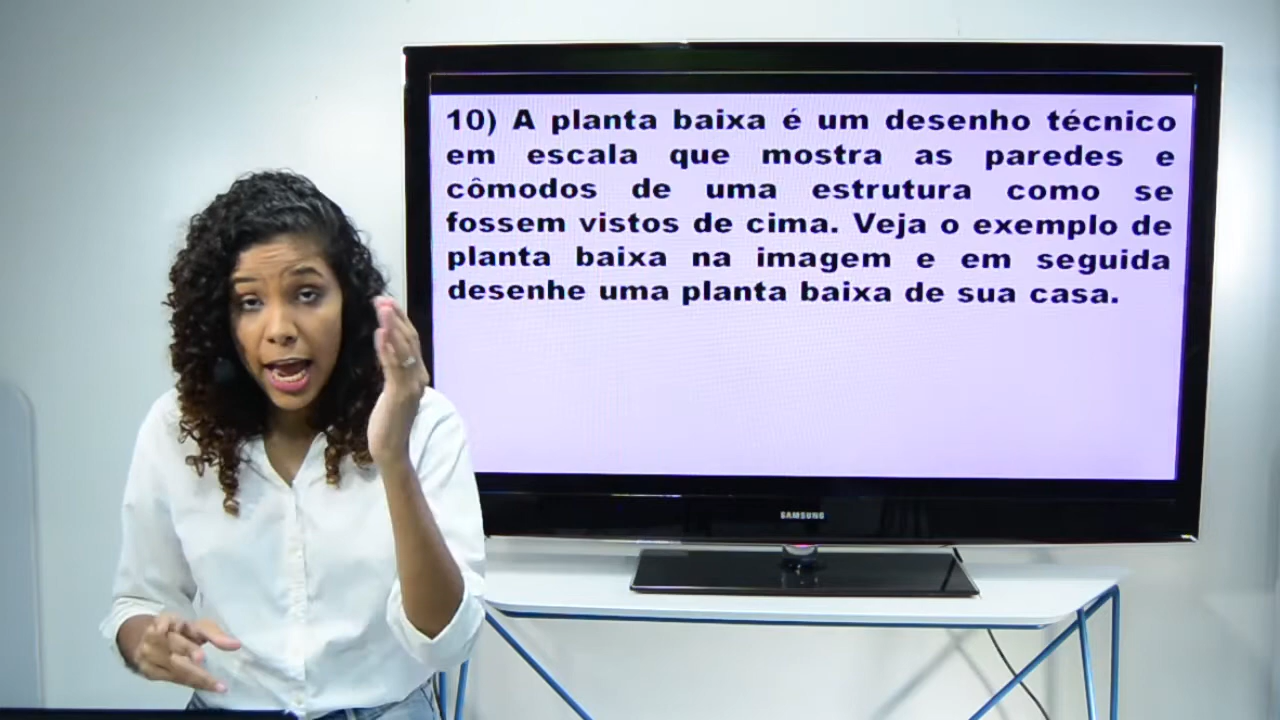 10) A planta baixa é um desenho técnico
em escala que mostra as paredes e
cômodos de uma estrutura como se
fossem vistos de cima. Veja o exemplo de
planta baixa na imagem e em seguida
desenhe uma planta baixa de sua casa.
SAMSUNG